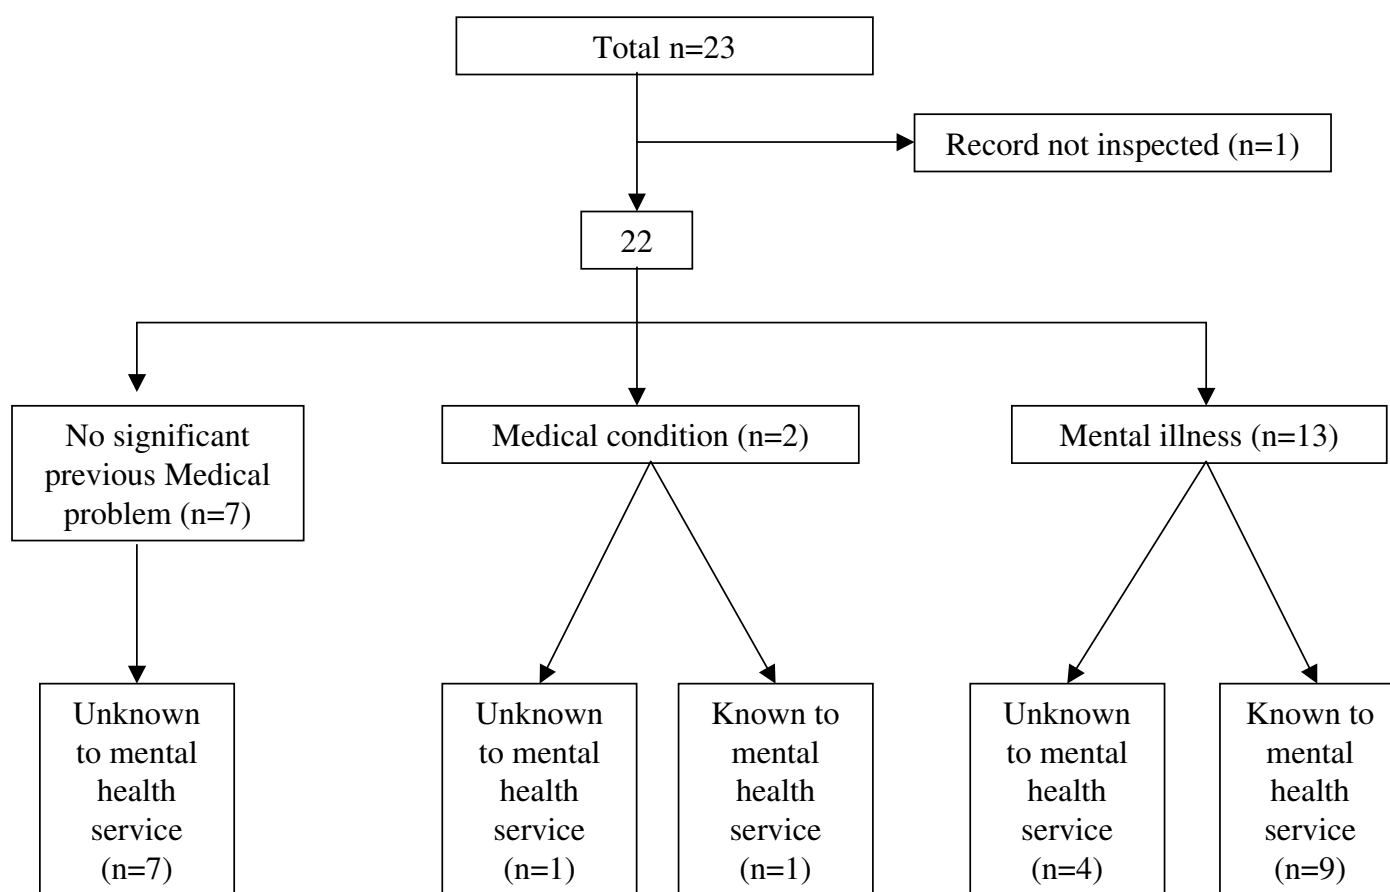 Total n=23
Record not inspected (n=1)
22
No significant
previous Medical
problem (n=7)
Medical condition (n=2)
Mental illness (n=13)
Unknown
to mental
health
service
(n=7)
Unknown
to mental
health
service
(n=1)
Known to
mental
health
service
(n=1)
Unknown
to mental
health
service
(n=4)
Known to
mental
health
service
(n=9)